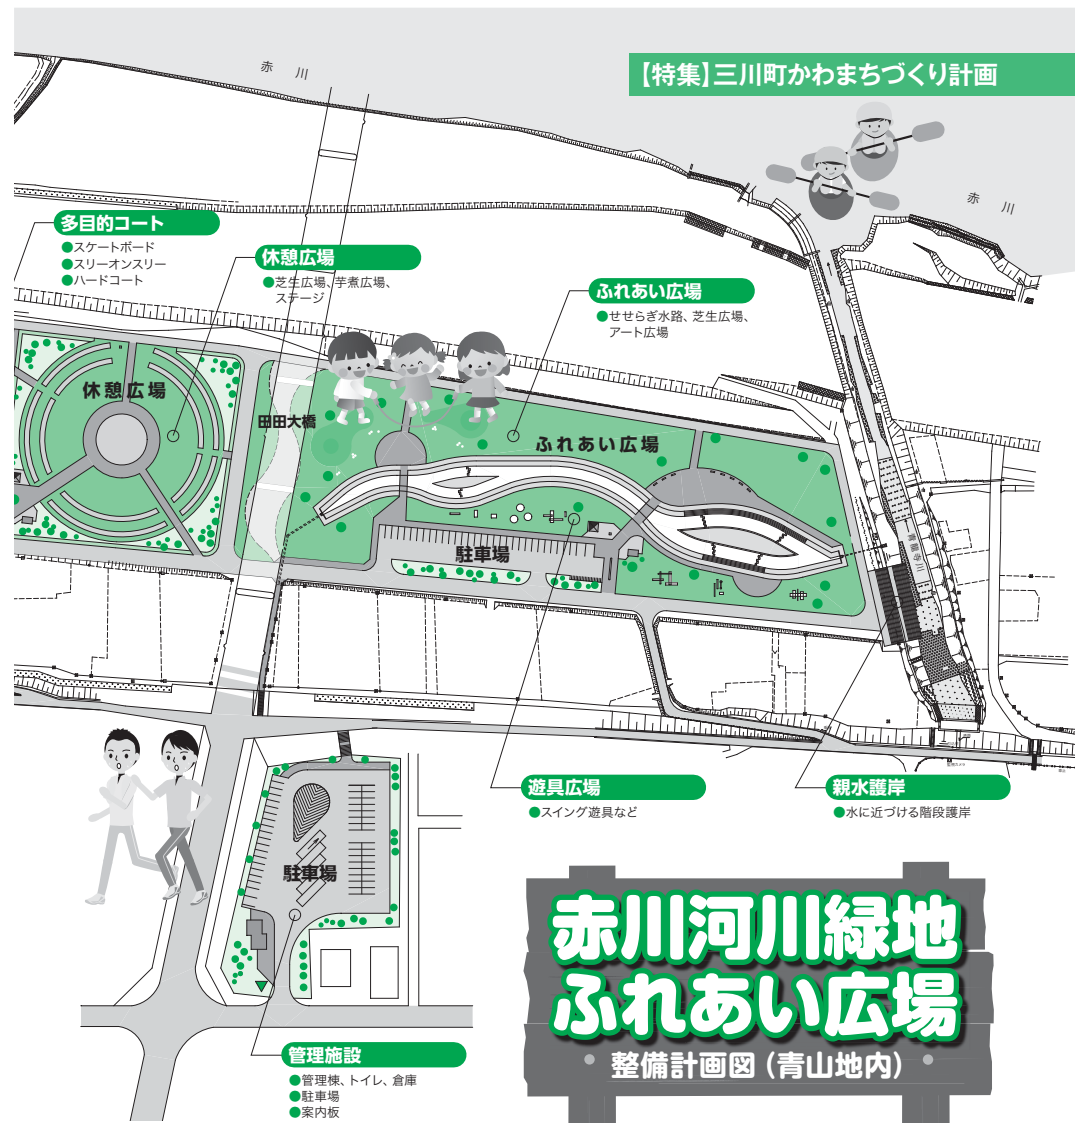 【特集】三川町かわまちづくり計画
赤川
赤川
多目的コート
●スケートボード
●スリーオンスリー
●ハードコート
休憩広場
●芝生広場、芋煮広場、
ステージ
ふれあい広場
●せせらぎ水路、芝生広場、
アート広場
休憩広場
田田大橋
ふれあい広場
駐車場
青龍寺川
遊具広場
●スイング遊具など
親水護岸
●水に近づける階段護岸
駐車場
管理施設
●管理棟、トイレ、倉庫
●駐車場
●案内板
赤川河川緑地
ふれあい広場
整備計画図（青山地内）